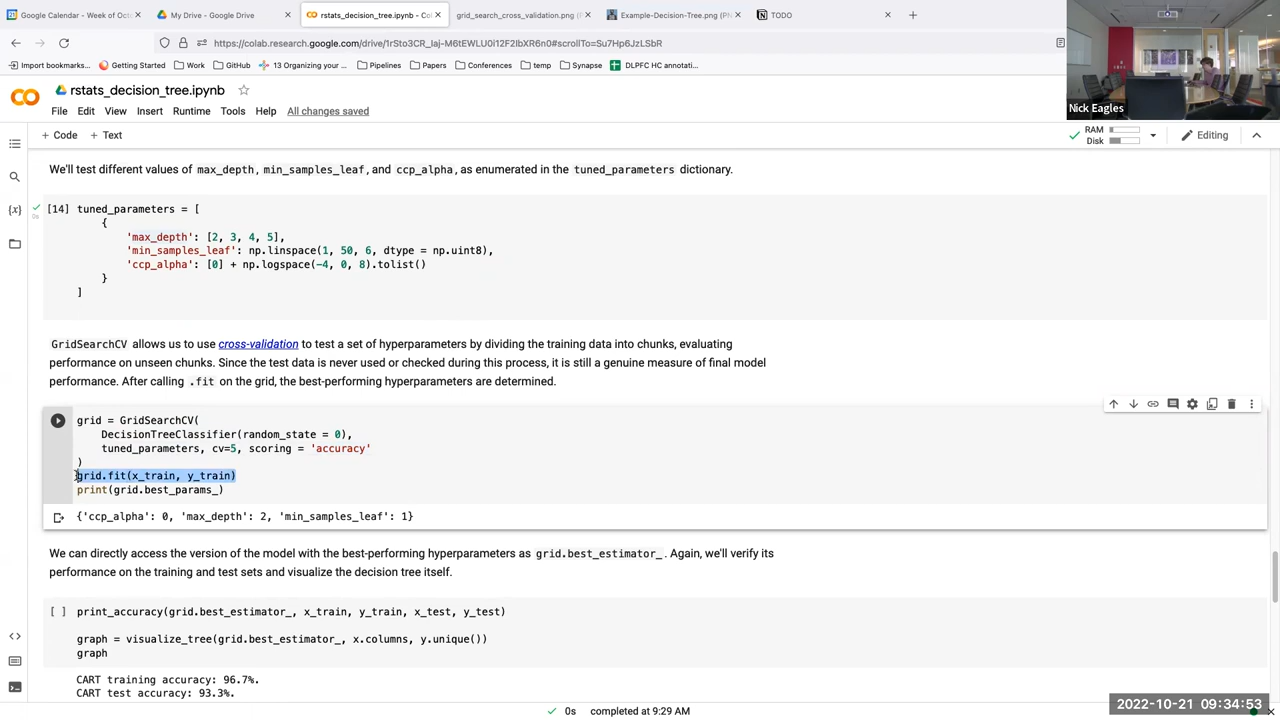 Google Calendar - Week of Octo
My Drive - Google Drive
rstats_decision_tree.ipynb - Col
grid_search_cross_validation.png (P
Example-Decision-Tree.png (PN
TODO
https://colab.research.google.com/drive/1rSto3CR_laj-M6tEWLU0i12F2IbXR6n0#scrollTo=Su7Hp6JzLSbR
Import bookmarks...
Getting Started
Work
GitHub
13 Organizing your ...
Pipelines
Papers
Conferences
temp
Synapse
DLPFC HC annotati...
Nick Eagles
rstats_decision_tree.ipynb
File Edit View Insert Runtime Tools Help All changes saved
+ Code + Text
RAM
Disk
Editing
We'll test different values of max_depth, min_samples_leaf, and ccp_alpha, as enumerated in the tuned_parameters dictionary.
[14] tuned_parameters = [
0s
{
'max_depth': [2, 3, 4, 5],
'min_samples_leaf': np.linspace(1, 50, 6, dtype = np.uint8),
'ccp_alpha': [0] + np.logspace(-4, 0, 8).tolist()
}
]
GridSearchCV allows us to use cross-validation to test a set of hyperparameters by dividing the training data into chunks, evaluating
performance on unseen chunks. Since the test data is never used or checked during this process, it is still a genuine measure of final model
performance. After calling .fit on the grid, the best-performing hyperparameters are determined.
grid = GridSearchCV(
DecisionTreeClassifier(random_state = 0),
tuned_parameters, cv=5, scoring = 'accuracy'
)
grid.fit(x_train, y_train)
print(grid.best_params_)
{'ccp_alpha': 0, 'max_depth': 2, 'min_samples_leaf': 1}
We can directly access the version of the model with the best-performing hyperparameters as grid.best_estimator_. Again, we'll verify its
performance on the training and test sets and visualize the decision tree itself.
[ ] print_accuracy(grid.best_estimator_, x_train, y_train, x_test, y_test)
graph = visualize_tree(grid.best_estimator_, x.columns, y.unique())
graph
CART training accuracy: 96.7%.
CART test accuracy: 93.3%.
0s completed at 9:29 AM
2022-10-21 09:34:53